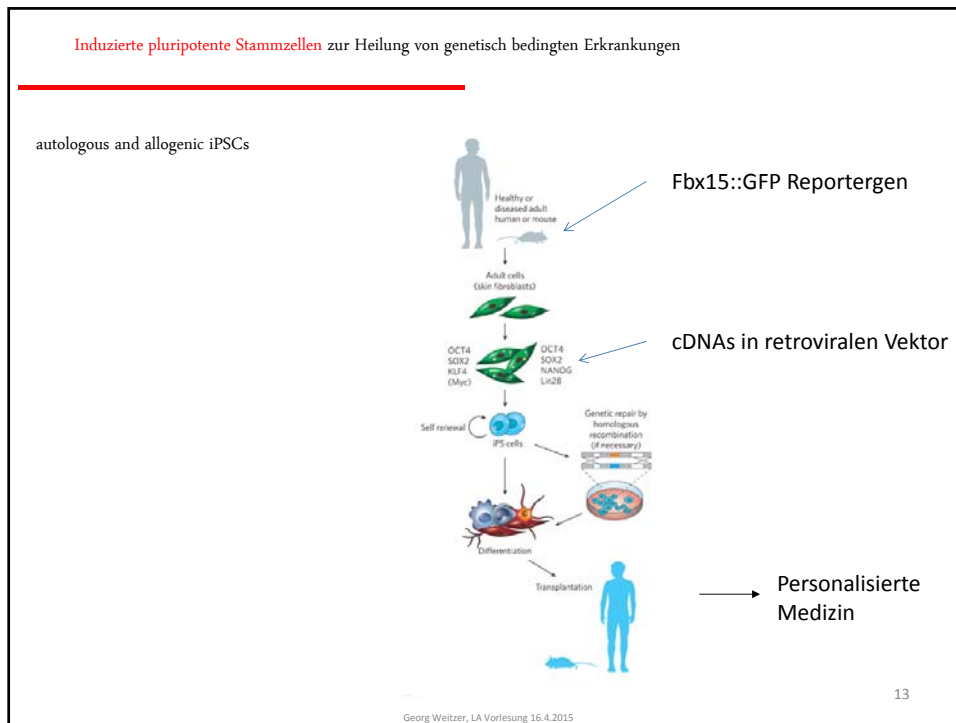 Induzierte pluripotente Stammzellen zur Heilung von genetisch bedingten Erkrankungen
autologous and allogenic iPSCs
Healthy or
diseased adult
human or mouse
Fbx15::GFP Reportergen
Adult cells
(skin fibroblasts)
OCT4
SOX2
KLF4
(Myc)
OCT4
SOX2
NANOG
Lin28
cDNAs in retroviralen Vektor
Self renewal
iPS cells
Genetic repair by
homologous
recombination
(if necessary)
Differentiation
Transplantation
Personalisierte
Medizin
13
Georg Weitzer, LA Vorlesung 16.4.2015